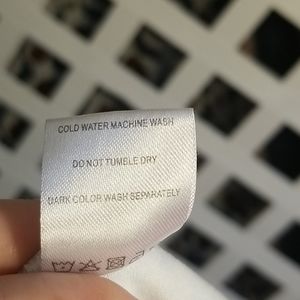 COLD WATER MACHINE WASH
DO NOT TUMBLE DRY
DARK COLOR WASH SEPARATELY